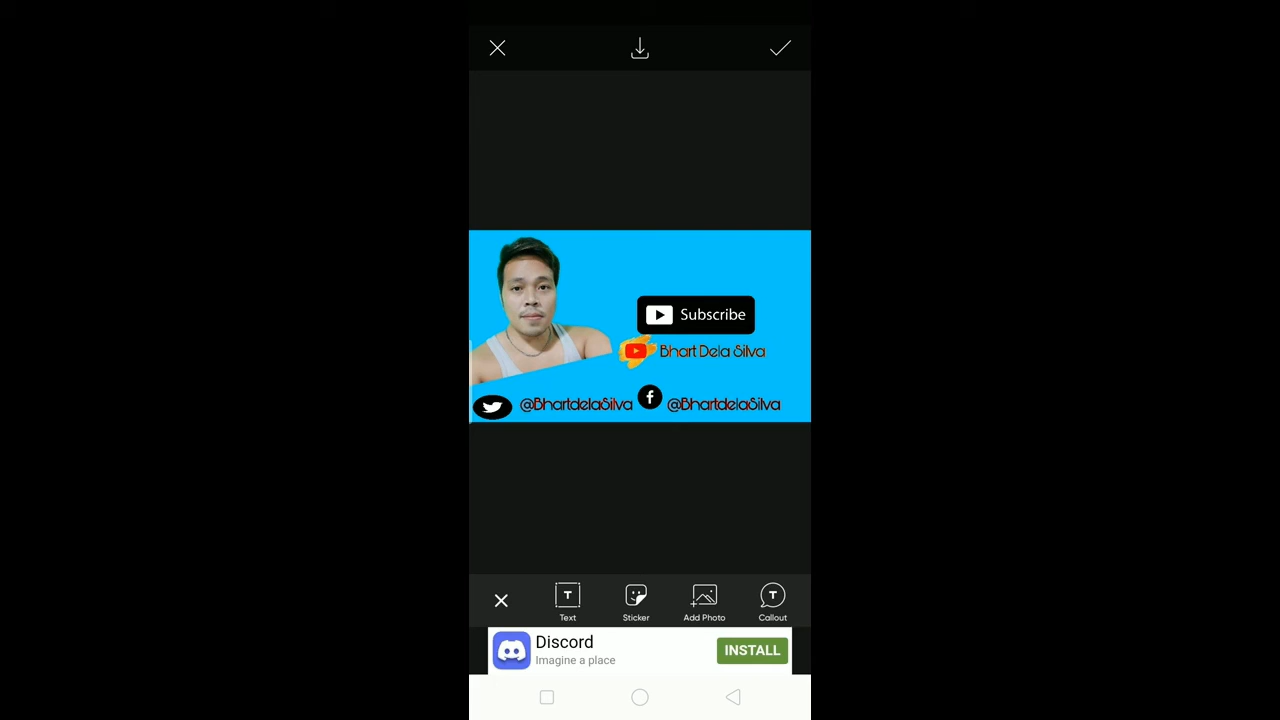 Subscribe
Bhart Dela Silva
@BhartdelaSilva @BhartdelaSilva
Text Sticker Add Photo Callout
Discord
Imagine a place
INSTALL